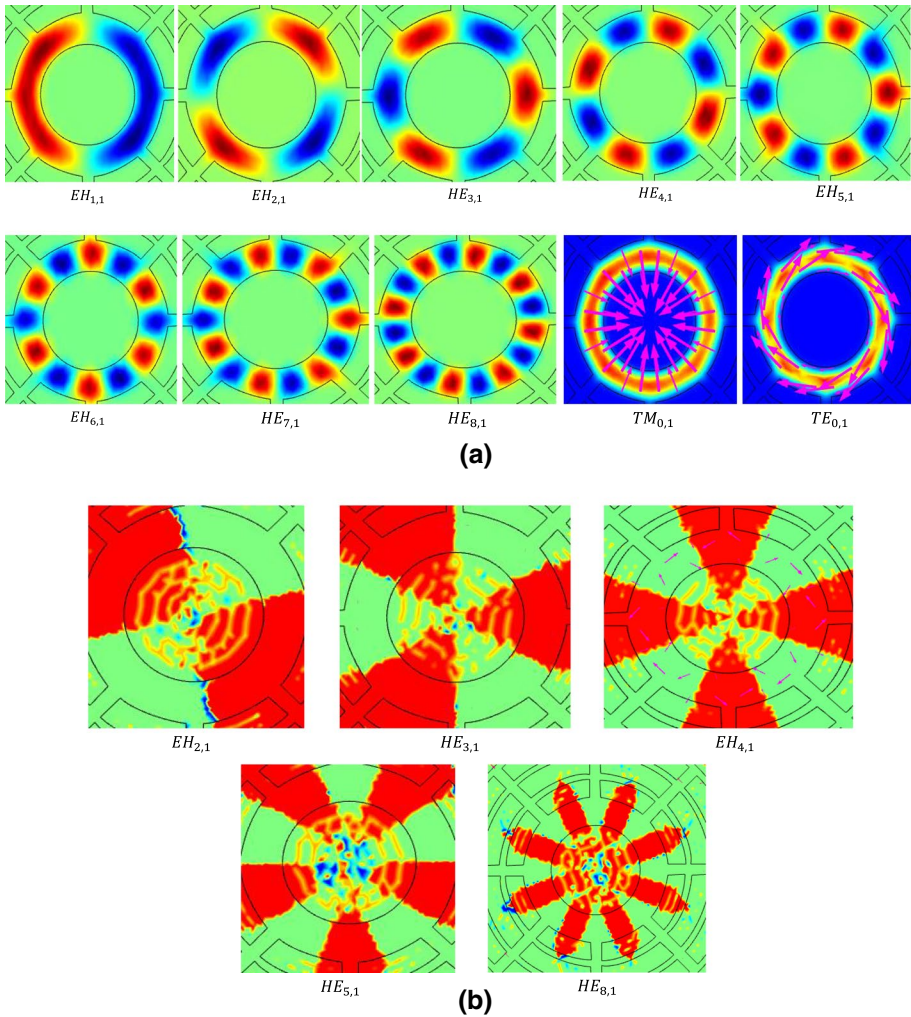 EH1,1 EH2,1 HE3,1 HE4,1 EH5,1
EH6,1 HE7,1 HE8,1 TM0,1 TE0,1
(a)
EH2,1 HE3,1 EH4,1
HE5,1 HE8,1
(b)